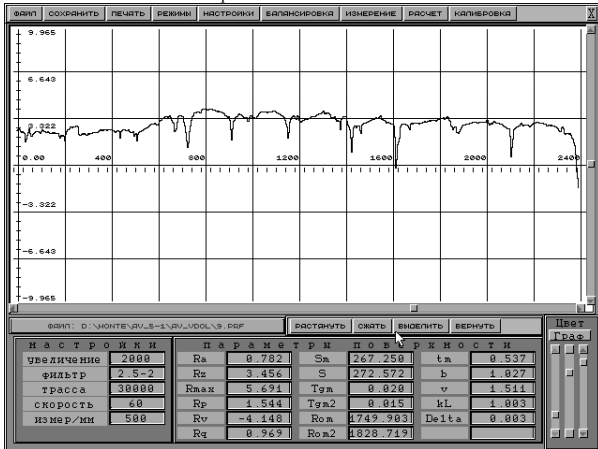 ФАЙЛ СОХРАНИТЬ ПЕЧАТЬ РЕЖИМЫ НАСТРОЙКИ БАЛАНСИРОВКА ИЗМЕРЕНИЕ РАСЧЕТ КАЛИБРОВКА X
9.965
6.643
3.322
0.00 400 800 1200 1600 2000 2400
-3.322
-6.643
-9.965
ФАЙЛ: D:\MONTE\AV_S-1\AV_VDOL\9.PRF РАСТЯНУТЬ СЖАТЬ ВЫДЕЛИТЬ ВЕРНУТЬ Цвет
Граф
Настройки Параметры поверхности
увеличение 2000 Ra 0.782 Sm 267.250 tm 0.537
фильтр 2.5-2 Rz 3.456 S 272.572 b 1.027
трасса 30000 Rmax 5.691 Tgm 0.020 v 1.511
скорость 60 Rp 1.544 Tgm2 0.015 kL 1.003
измер/мм 500 Rv -4.148 Rom 1749.903 Delta 0.003
Rq 0.969 Rom2 1828.719